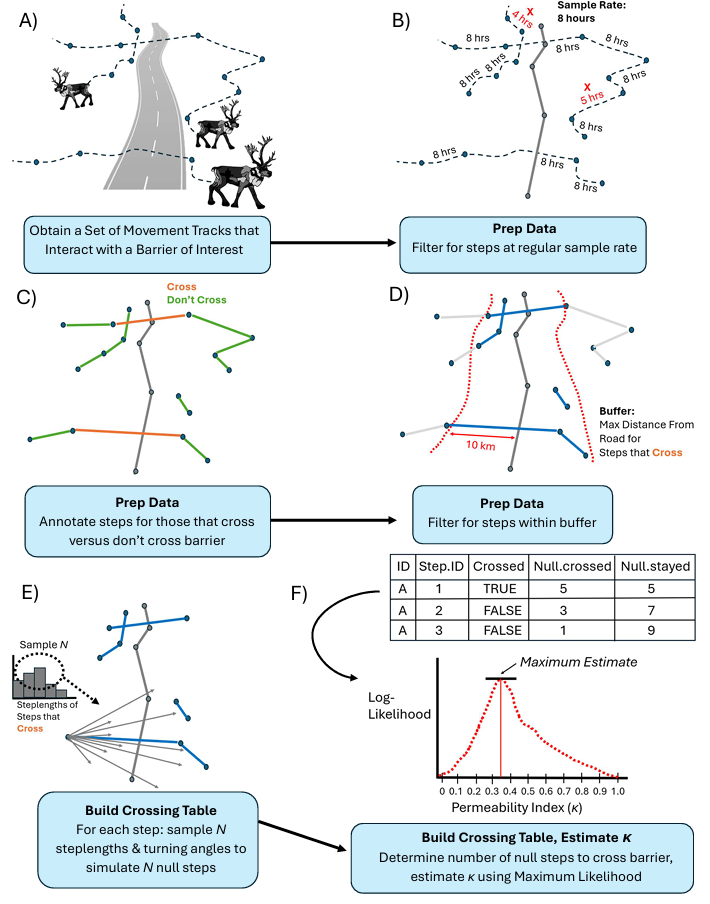 A)
Obtain a Set of Movement Tracks that
Interact with a Barrier of Interest
B)
X
4 hrs
Sample Rate:
8 hours
8 hrs
8 hrs
8 hrs
8 hrs
8 hrs
8 hrs
X
5 hrs
8 hrs
8 hrs
8 hrs
8 hrs
Prep Data
Filter for steps at regular sample rate
C)
Cross
Don't Cross
Prep Data
Annotate steps for those that cross
versus don't cross barrier
D)
10 km
Buffer:
Max Distance From
Road for
Steps that Cross
Prep Data
Filter for steps within buffer
E)
Sample N
Steplengths of
Steps that
Cross
Build Crossing Table
For each step: sample N
steplengths & turning angles to
simulate N null steps
F)
ID Step.ID Crossed Null.crossed Null.stayed
A 1 TRUE 5 5
A 2 FALSE 3 7
A 3 FALSE 1 9
Maximum Estimate
Log-
Likelihood
0 0.1 0.2 0.3 0.4 0.5 0.6 0.7 0.8 0.9 1.0
Permeability Index (κ)
Build Crossing Table, Estimate κ
Determine number of null steps to cross barrier,
estimate κ using Maximum Likelihood